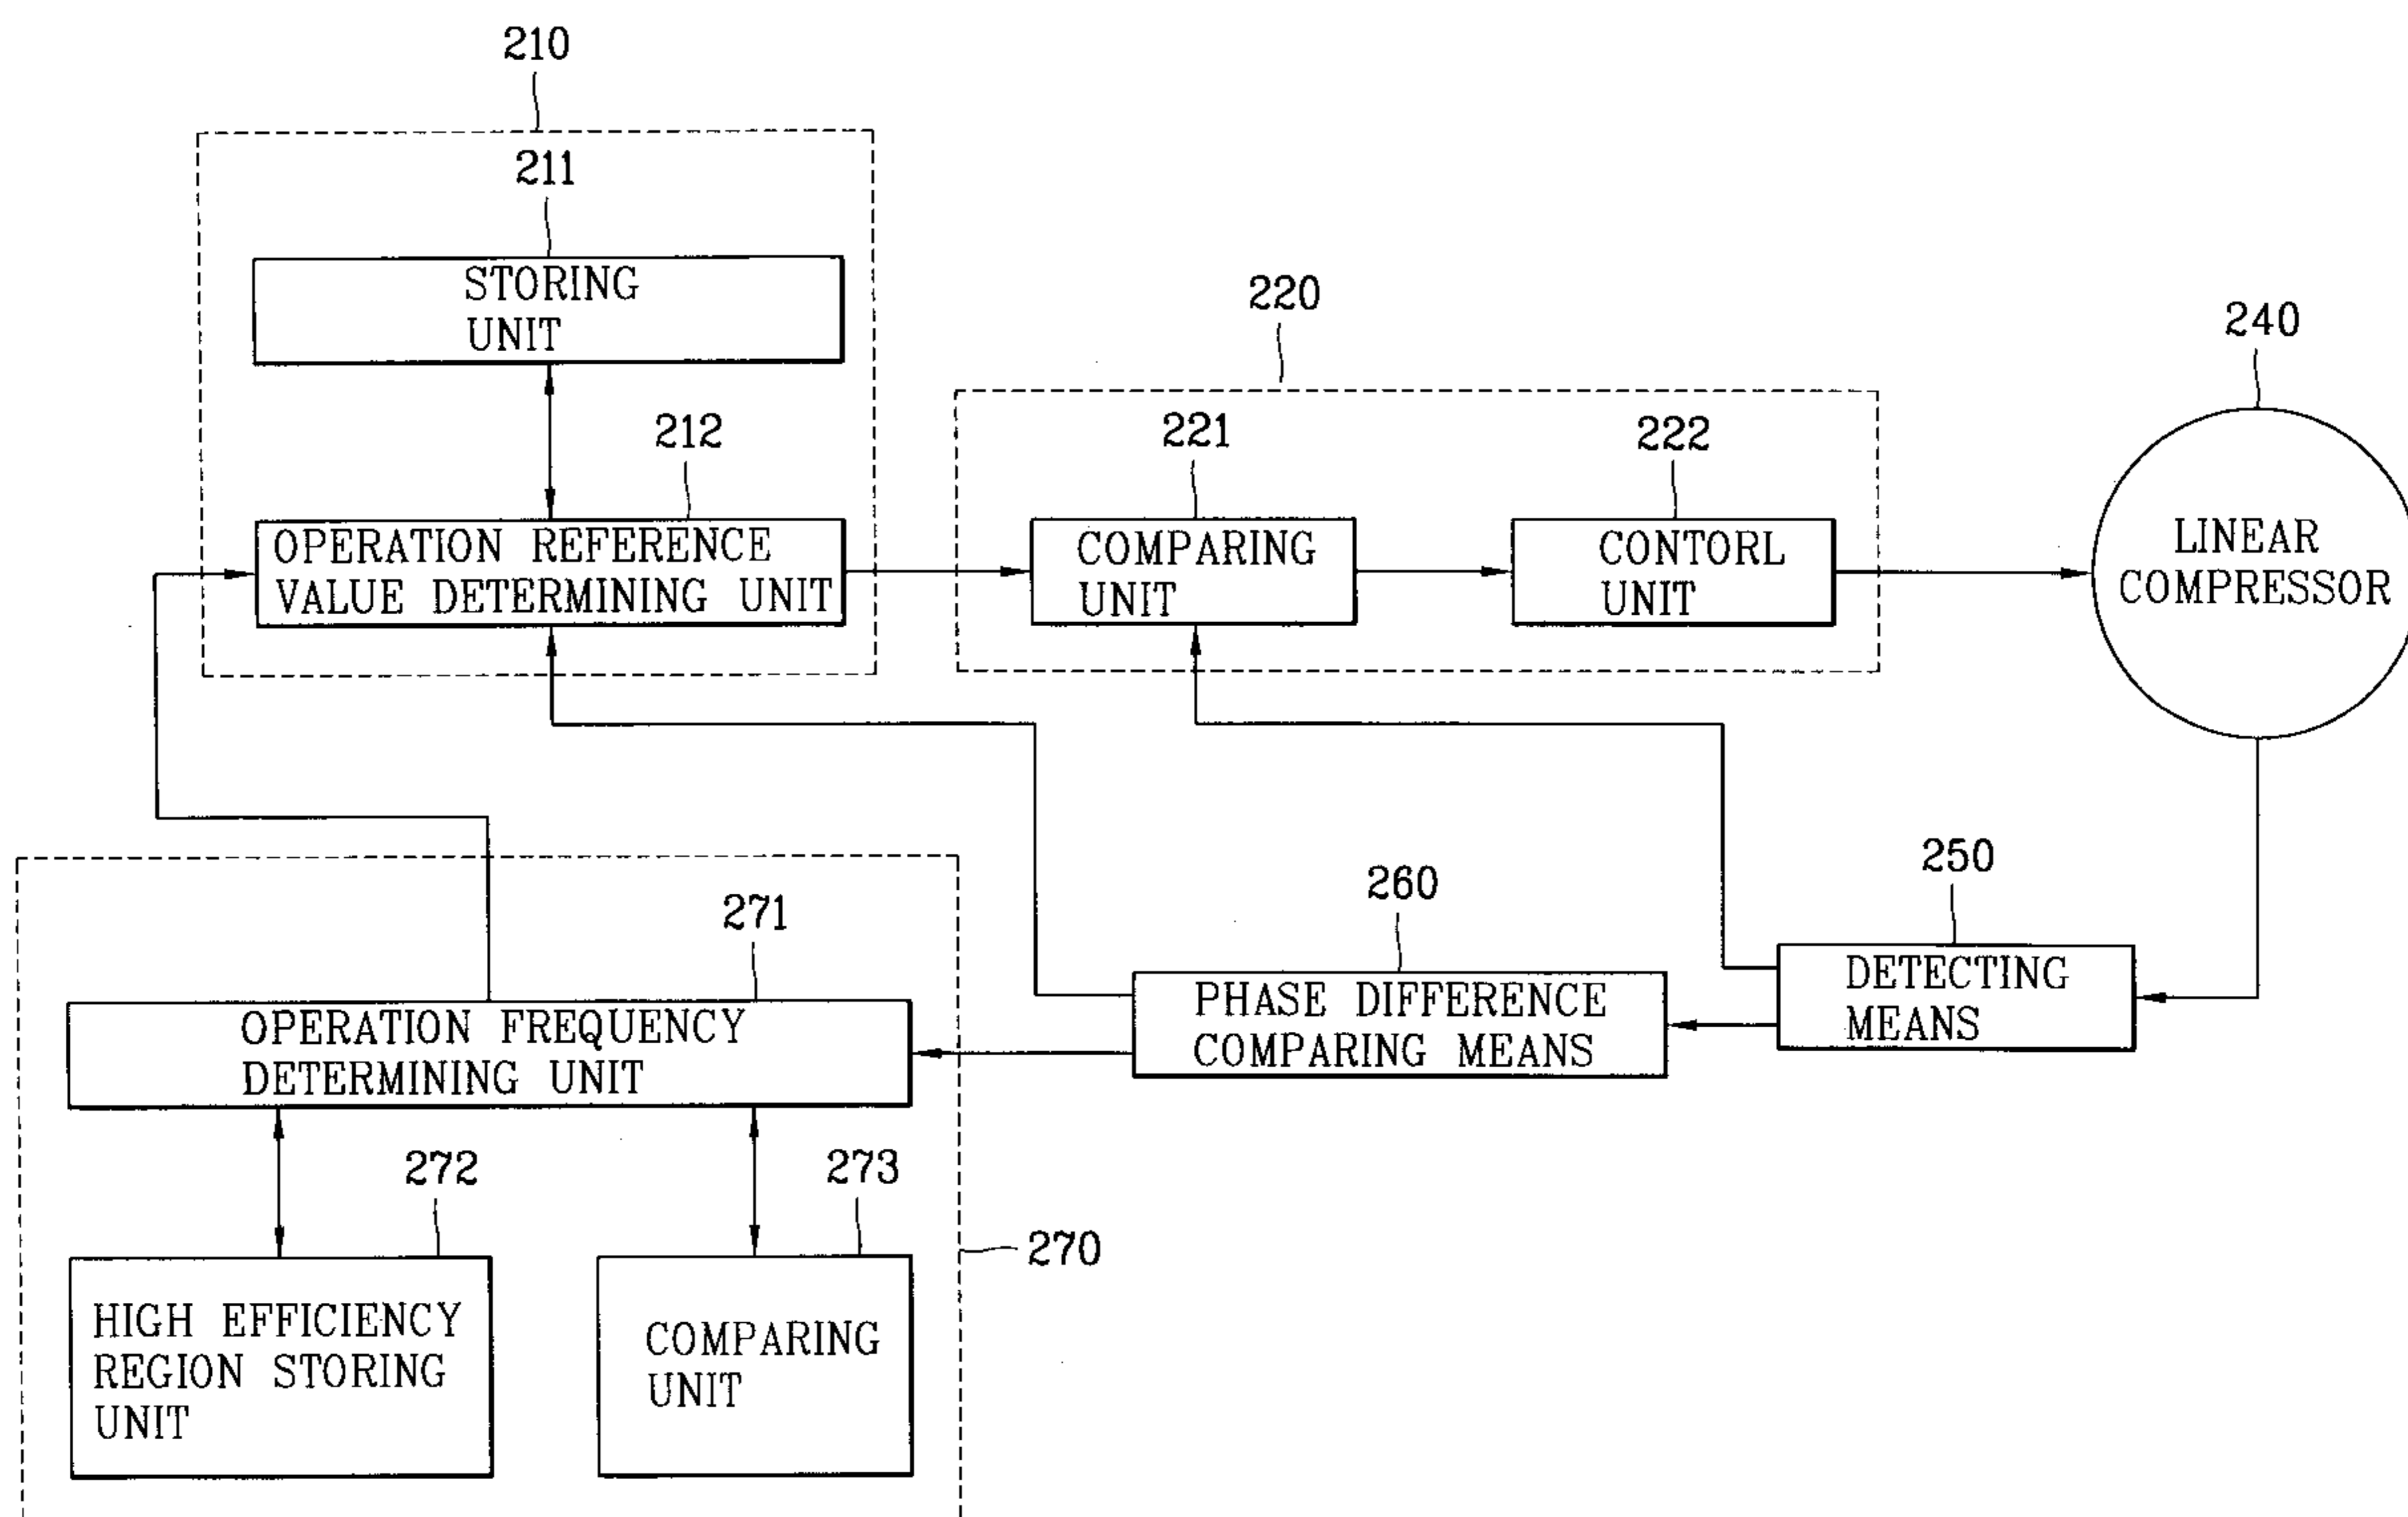 210
211
STORING
UNIT
212
OPERATION REFERENCE
VALUE DETERMINING UNIT
220
221
COMPARING
UNIT
222
CONTORL
UNIT
240
LINEAR
COMPRESSOR
250
DETECTING
MEANS
260
PHASE DIFFERENCE
COMPARING MEANS
271
OPERATION FREQUENCY
DETERMINING UNIT
272
HIGH EFFICIENCY
REGION STORING
UNIT
273
COMPARING
UNIT
270